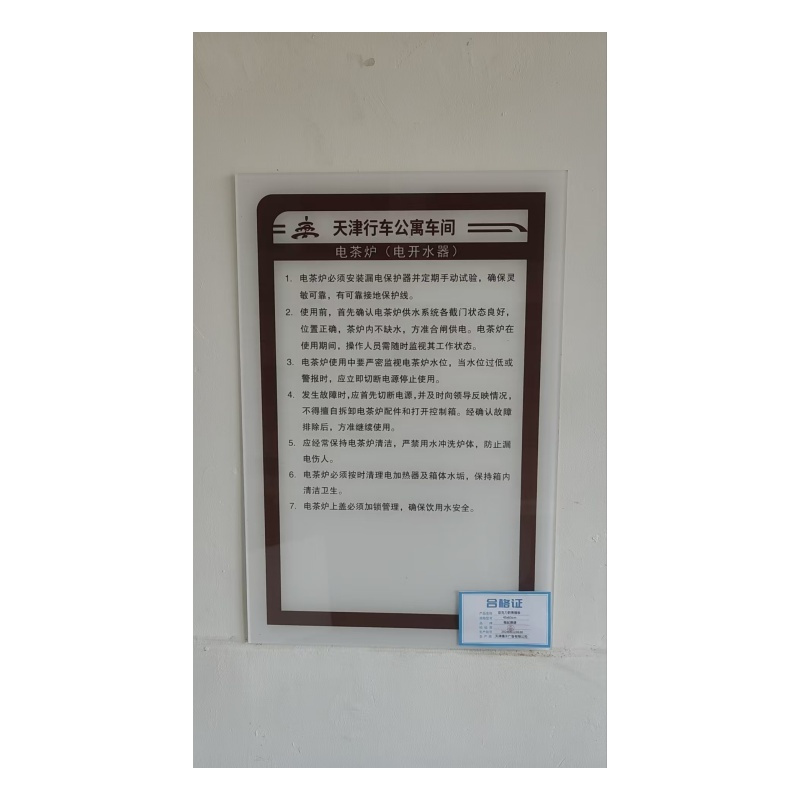 天津行车公寓车间
电茶炉（电开水器）
1. 电茶炉必须安装漏电保护器并定期手动试验，确保灵
敏可靠，有可靠接地保护线。
2. 使用前，首先确认电茶炉供水系统各截门状态良好，
位置正确，茶炉内不缺水，方准合闸供电。电茶炉在
使用期间，操作人员需随时监视其工作状态。
3. 电茶炉使用中要严密监视电茶炉水位，当水位过低或
警报时，应立即切断电源停止使用。
4. 发生故障时，应首先切断电源，并及时向领导反映情况，
不得擅自拆卸电茶炉配件和打开控制箱。经确认故障
排除后，方准继续使用。
5. 应经常保持电茶炉清洁，严禁用水冲洗炉体，防止漏
电伤人。
6. 电茶炉必须按时清理电加热器及箱体水垢，保持箱内
清洁卫生。
7. 电茶炉上盖必须加锁管理，确保饮用水安全。
合格证